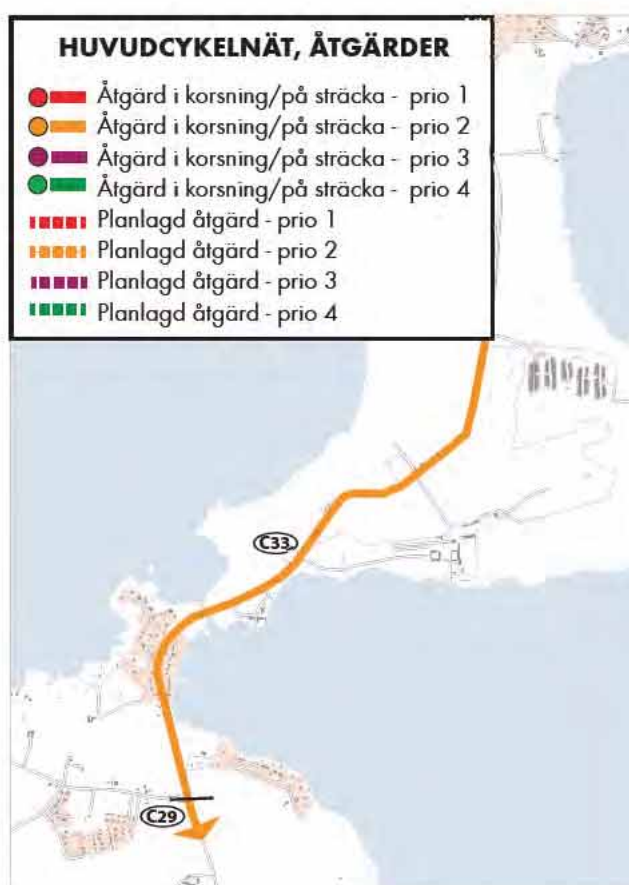 HUVUDCYKELNÄT, ÅTGÄRDER
Åtgärd i korsning/på sträcka - prio 1
Åtgärd i korsning/på sträcka - prio 2
Åtgärd i korsning/på sträcka - prio 3
Åtgärd i korsning/på sträcka - prio 4
Planlagd åtgärd - prio 1
Planlagd åtgärd - prio 2
Planlagd åtgärd - prio 3
Planlagd åtgärd - prio 4
C33
C29